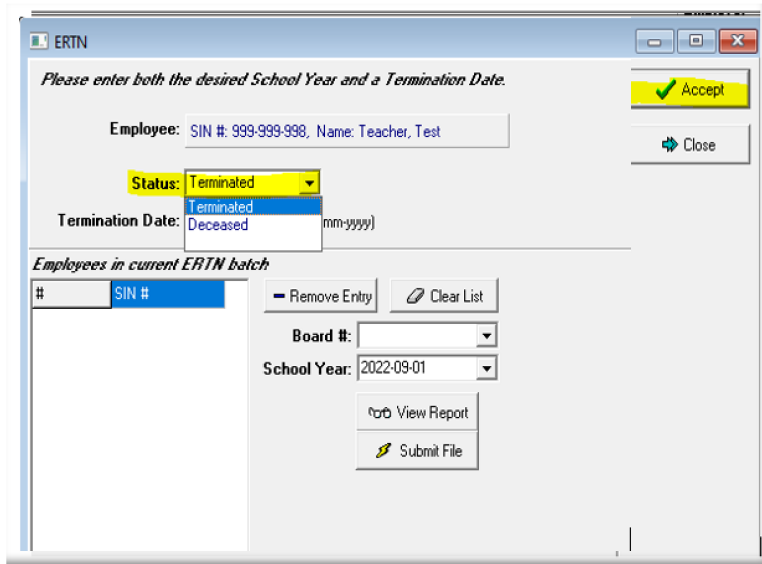 ERTN
Please enter both the desired School Year and a Termination Date.
Accept
Employee: SIN #: 999-999-998, Name: Teacher, Test
Close
Status: Terminated
Terminated
Termination Date: Deceased mm-yyyy)
Employees in current ERTN batch
# SIN #
Remove Entry Clear List
Board #:
School Year: 2022-09-01
View Report
Submit File